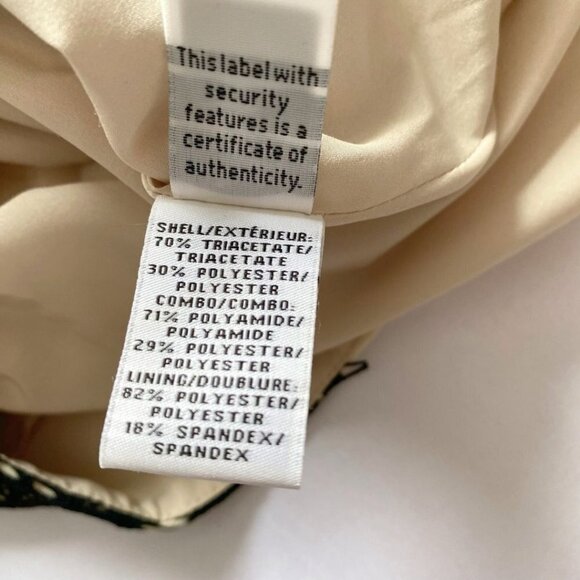 This label with
security
features is a
certificate of
authenticity.
SHELL/EXTÉRIEUR:
70% TRIACETATE/
TRIACETATE
30% POLYESTER/
POLYESTER
COMBO/COMBO:
71% POLYAMIDE/
POLYAMIDE
29% POLYESTER/
POLYESTER
LINING/DOUBLURE:
82% POLYESTER/
POLYESTER
18% SPANDEX/
SPANDEX